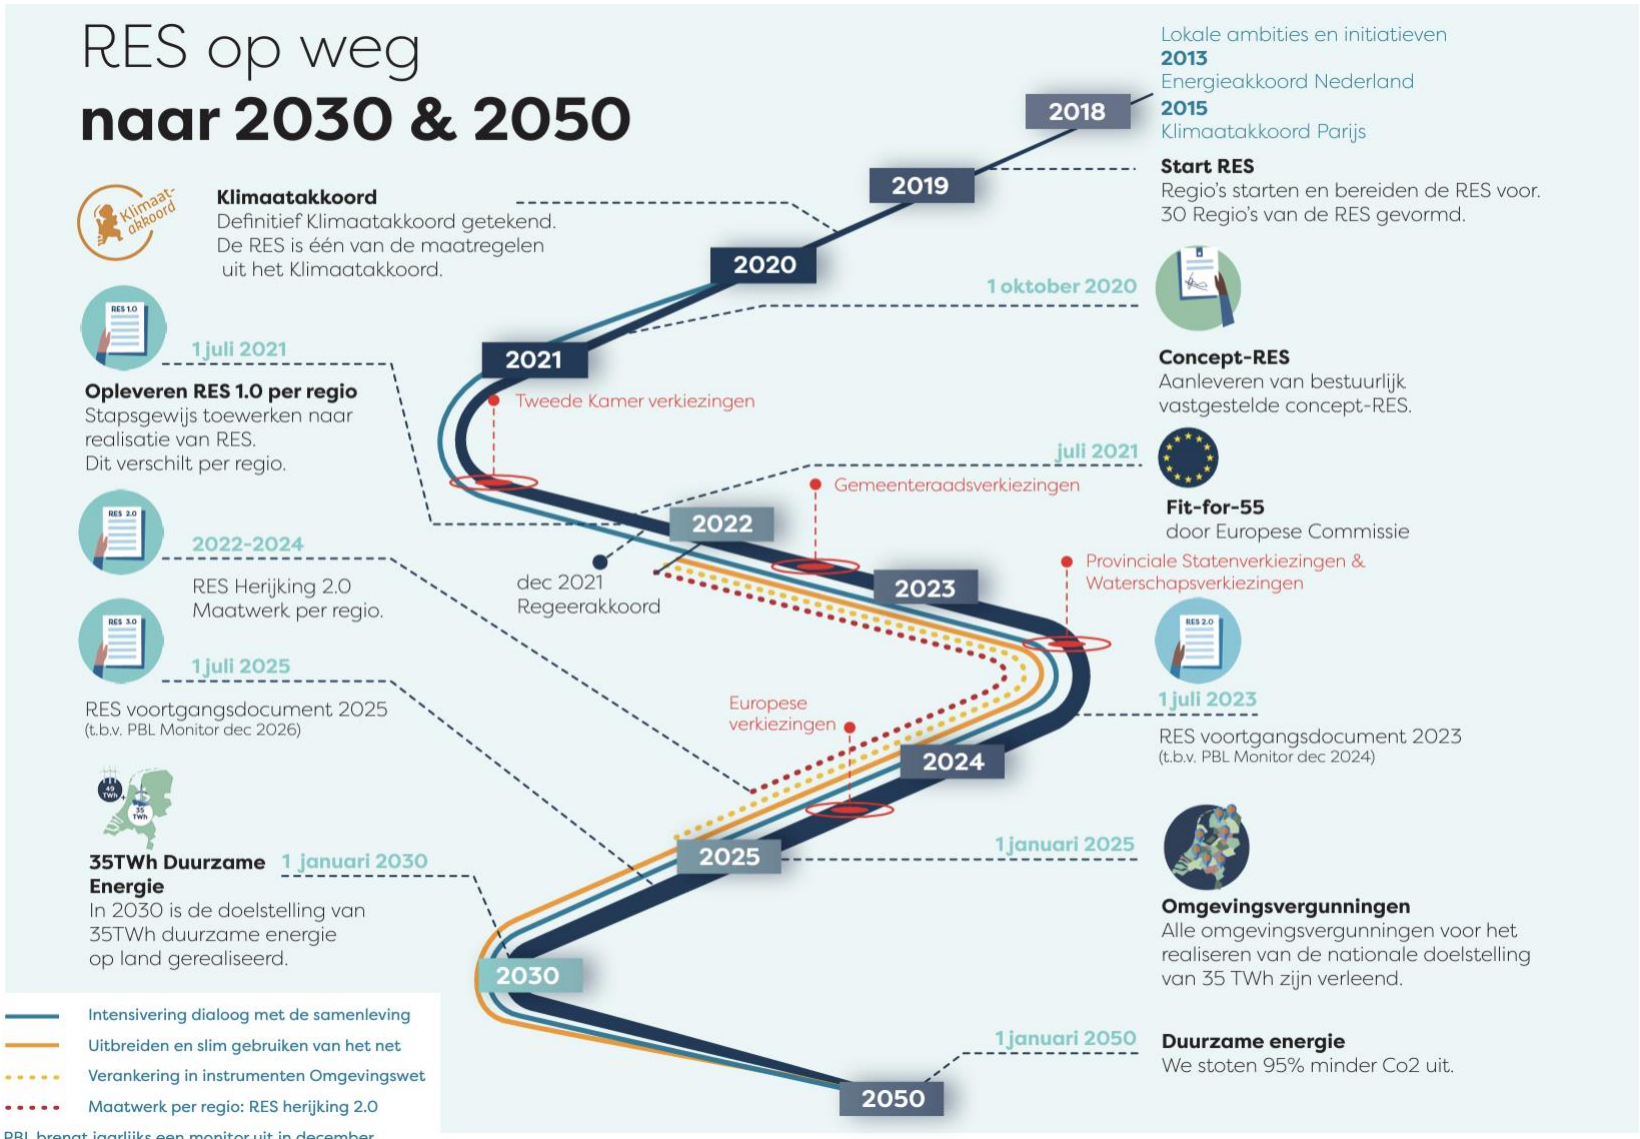 RES op weg
naar 2030 & 2050
Lokale ambities en initiatieven
2013
Energieakkoord Nederland
2015
Klimaatakkoord Parijs
2018
Start RES
Regio's starten en bereiden de RES voor.
30 Regio's van de RES gevormd.
2019
Klimaat-
akkoord
Klimaatakkoord
Definitief Klimaatakkoord getekend.
De RES is één van de maatregelen
uit het Klimaatakkoord.
2020
1 oktober 2020
Concept-RES
Aanleveren van bestuurlijk
vastgestelde concept-RES.
RES 1.0
1 juli 2021
Opleveren RES 1.0 per regio
Stapsgewijs toewerken naar
realisatie van RES.
Dit verschilt per regio.
2021
Tweede Kamer verkiezingen
juli 2021
Fit-for-55
door Europese Commissie
Gemeenteraadsverkiezingen
2022
dec 2021
Regeerakkoord
RES 2.0
2022-2024
RES Herijking 2.0
Maatwerk per regio.
2023
Provinciale Statenverkiezingen &
Waterschapsverkiezingen
RES 2.0
1 juli 2023
RES voortgangsdocument 2023
(t.b.v. PBL Monitor dec 2024)
RES 3.0
1 juli 2025
RES voortgangsdocument 2025
(t.b.v. PBL Monitor dec 2026)
Europese
verkiezingen
2024
2025
1 januari 2025
Omgevingsvergunningen
Alle omgevingsvergunningen voor het
realiseren van de nationale doelstelling
van 35 TWh zijn verleend.
49
TWh
35
TWh
35TWh Duurzame
Energie
1 januari 2030
In 2030 is de doelstelling van
35TWh duurzame energie
op land gerealiseerd.
2030
1 januari 2050
Duurzame energie
We stoten 95% minder Co2 uit.
2050
Intensivering dialoog met de samenleving
Uitbreiden en slim gebruiken van het net
Verankering in instrumenten Omgevingswet
Maatwerk per regio: RES herijking 2.0
PBL brengt jaarlijks een monitor uit in december